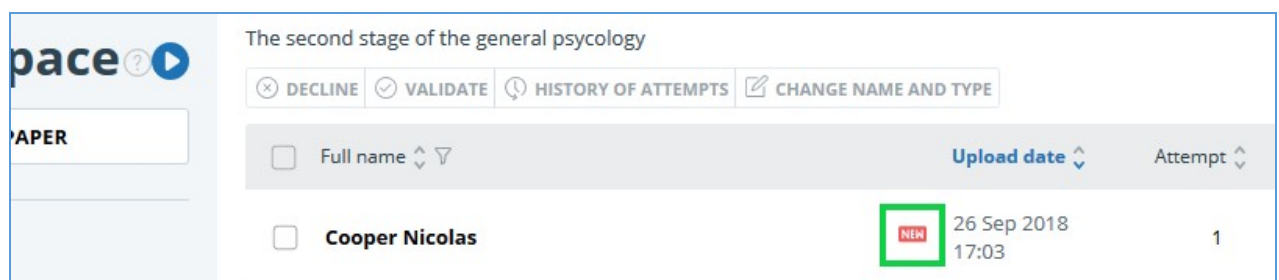 The second stage of the general psycology
pace ?
DECLINE VALIDATE HISTORY OF ATTEMPTS CHANGE NAME AND TYPE
PAPER
Full name Upload date Attempt
Cooper Nicolas NEW 26 Sep 2018 1
17:03